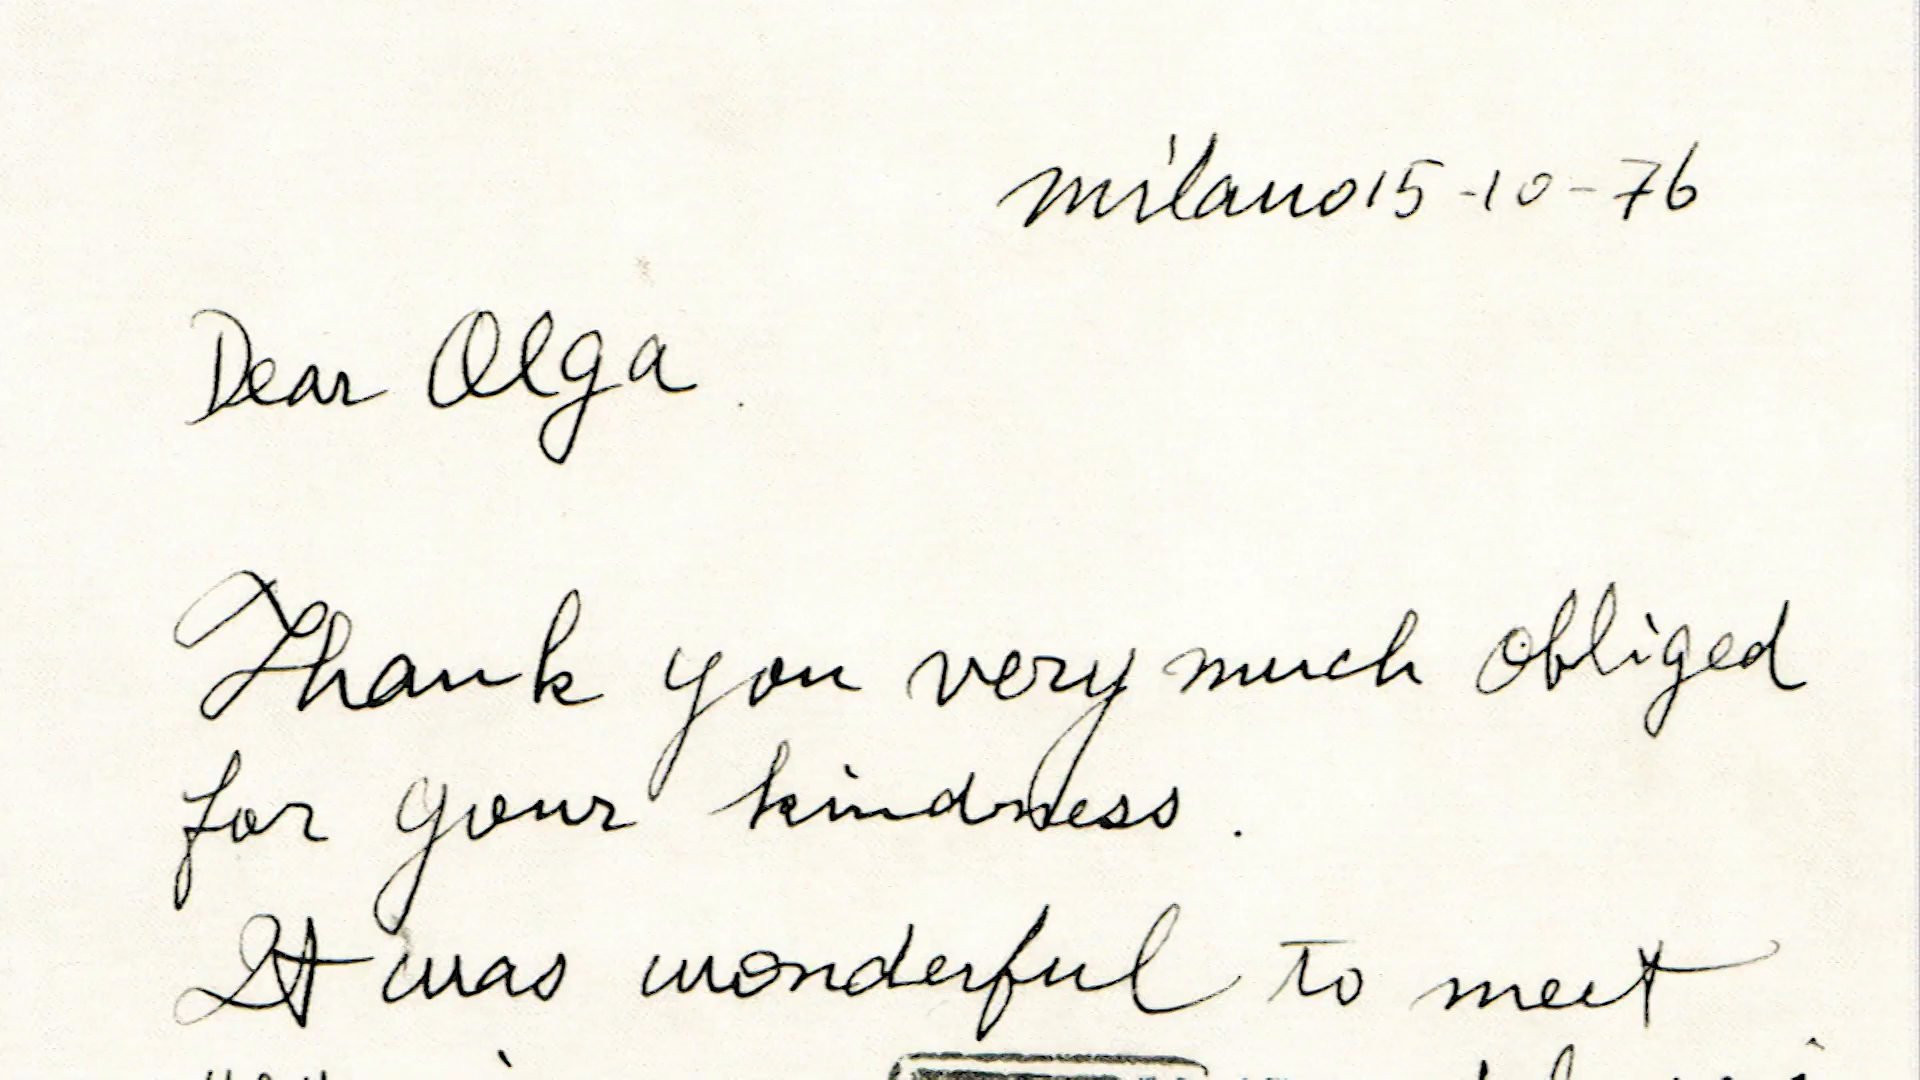 Milano 15-10-76
Dear Olga
Thank you very much obliged
for your kindness.
It was wonderful to meet